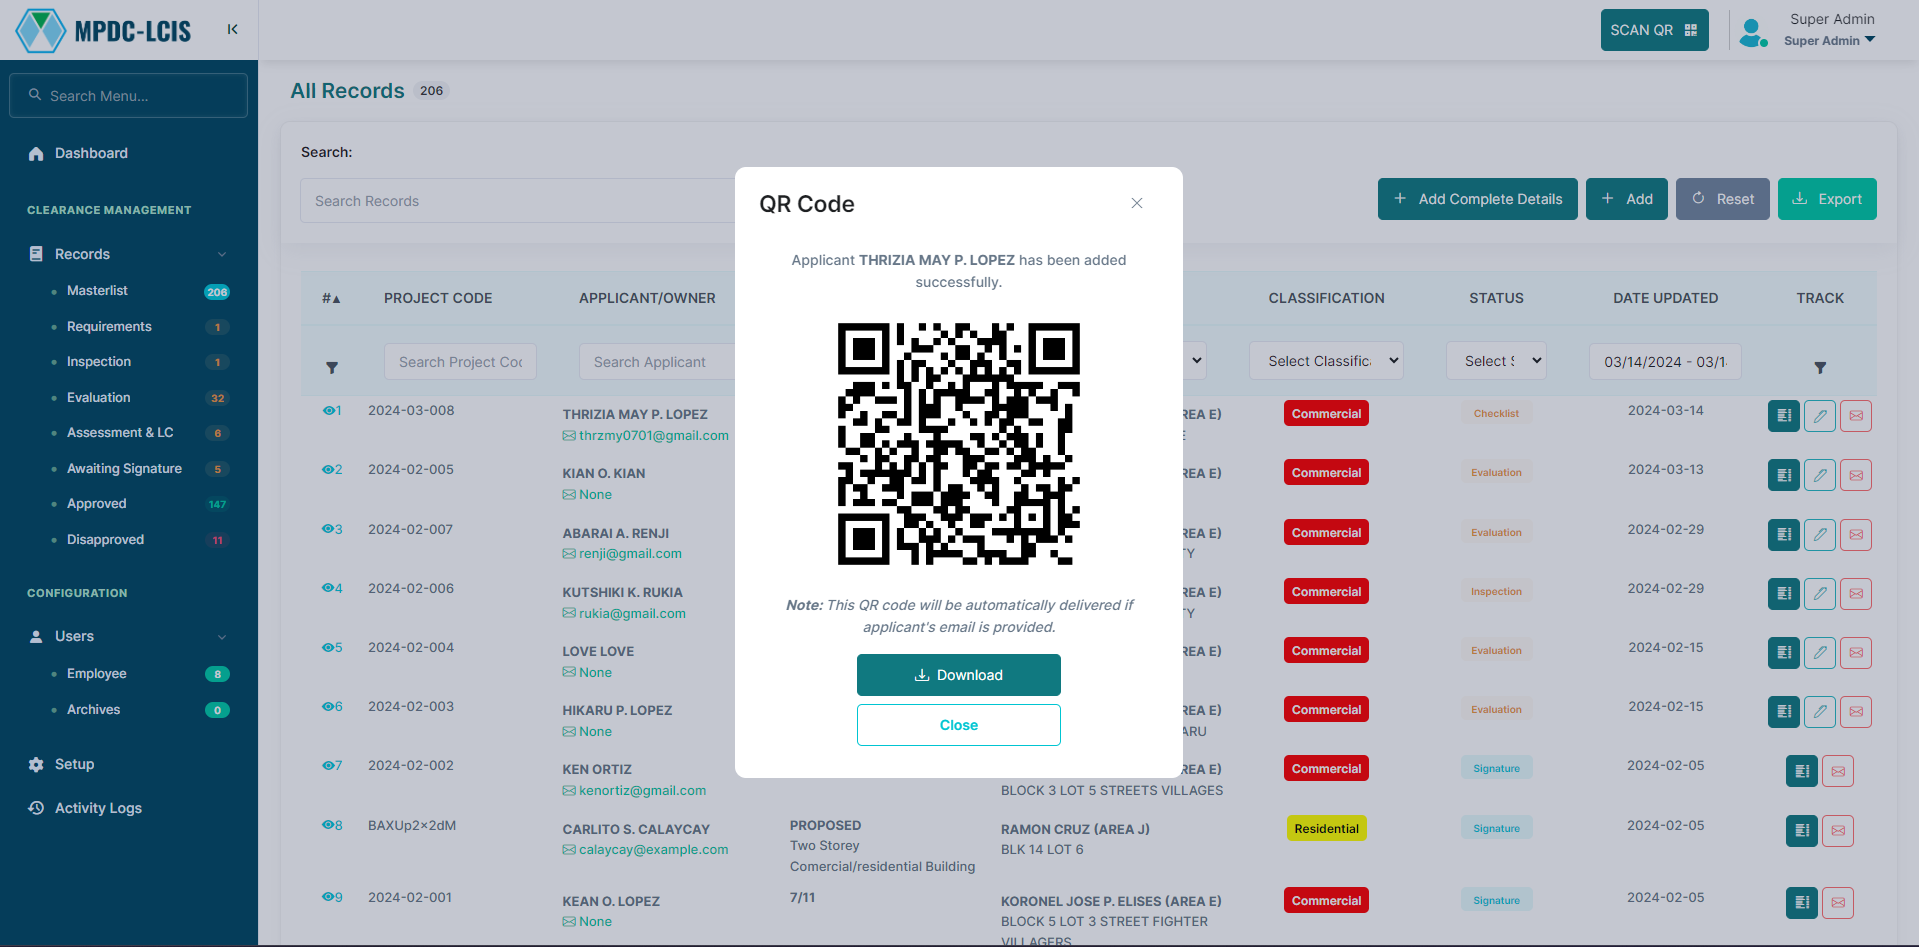 MPDC-LCIS
SCAN QR
Super Admin
Super Admin
Search Menu...
Dashboard
CLEARANCE MANAGEMENT
Records
Masterlist 206
Requirements 1
Inspection 1
Evaluation 32
Assessment & LC 6
Awaiting Signature 5
Approved 147
Disapproved 11
CONFIGURATION
Users
Employee 8
Archives 0
Setup
Activity Logs
All Records 206
Search:
Search Records
Add Complete Details
Add
Reset
Export
# PROJECT CODE APPLICANT/OWNER CLASSIFICATION STATUS DATE UPDATED TRACK
Search Project Coc Search Applicant Select Classific Select 03/14/2024 - 03/1
1 2024-03-008 THRIZIA MAY P. LOPEZ REA E) Commercial Checklist 2024-03-14
thrzmy0701@gmail.com E
2 2024-02-005 KIAN O. KIAN REA E) Commercial Evaluation 2024-03-13
None
3 2024-02-007 ABARAI A. RENJI REA E) Commercial Evaluation 2024-02-29
renji@gmail.com TY
4 2024-02-006 KUTSHIKI K. RUKIA REA E) Commercial Inspection 2024-02-29
rukia@gmail.com TY
5 2024-02-004 LOVE LOVE REA E) Commercial Evaluation 2024-02-15
None
6 2024-02-003 HIKARU P. LOPEZ REA E) Commercial Evaluation 2024-02-15
None ARU
7 2024-02-002 KEN ORTIZ REA E) Commercial Signature 2024-02-05
kenortiz@gmail.com BLOCK 3 LOT 5 STREETS VILLAGES
8 BAXUp2x2dM CARLITO S. CALAYCAY PROPOSED RAMON CRUZ (AREA J) Residential Signature 2024-02-05
calaycay@example.com Two Storey BLK 14 LOT 6
Comercial/residential Building
9 2024-02-001 KEAN O. LOPEZ 7/11 KORONEL JOSE P. ELISES (AREA E) Commercial Signature 2024-02-05
None BLOCK 5 LOT 3 STREET FIGHTER
VILLAGERS
QR Code
Applicant THRIZIA MAY P. LOPEZ has been added
successfully.
Note: This QR code will be automatically delivered if
applicant's email is provided.
Download
Close